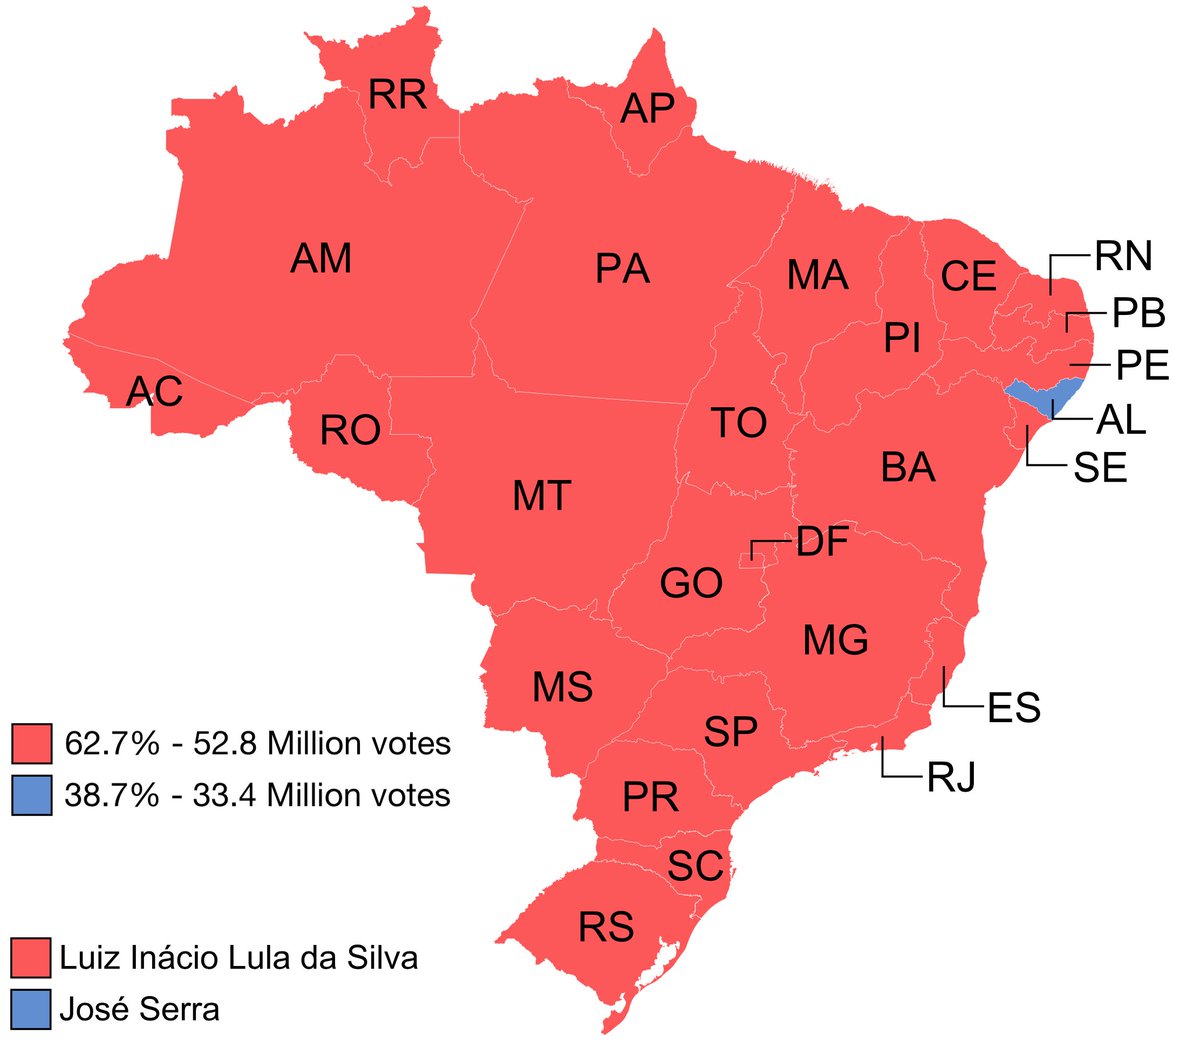 RR
AP
AM
PA
MA
CE
RN
PB
PI
PE
AC
AL
RO
TO
BA
SE
MT
DF
GO
MG
MS
ES
SP
62.7% - 52.8 Million votes
RJ
38.7% - 33.4 Million votes
PR
SC
RS
Luiz Inácio Lula da Silva
José Serra